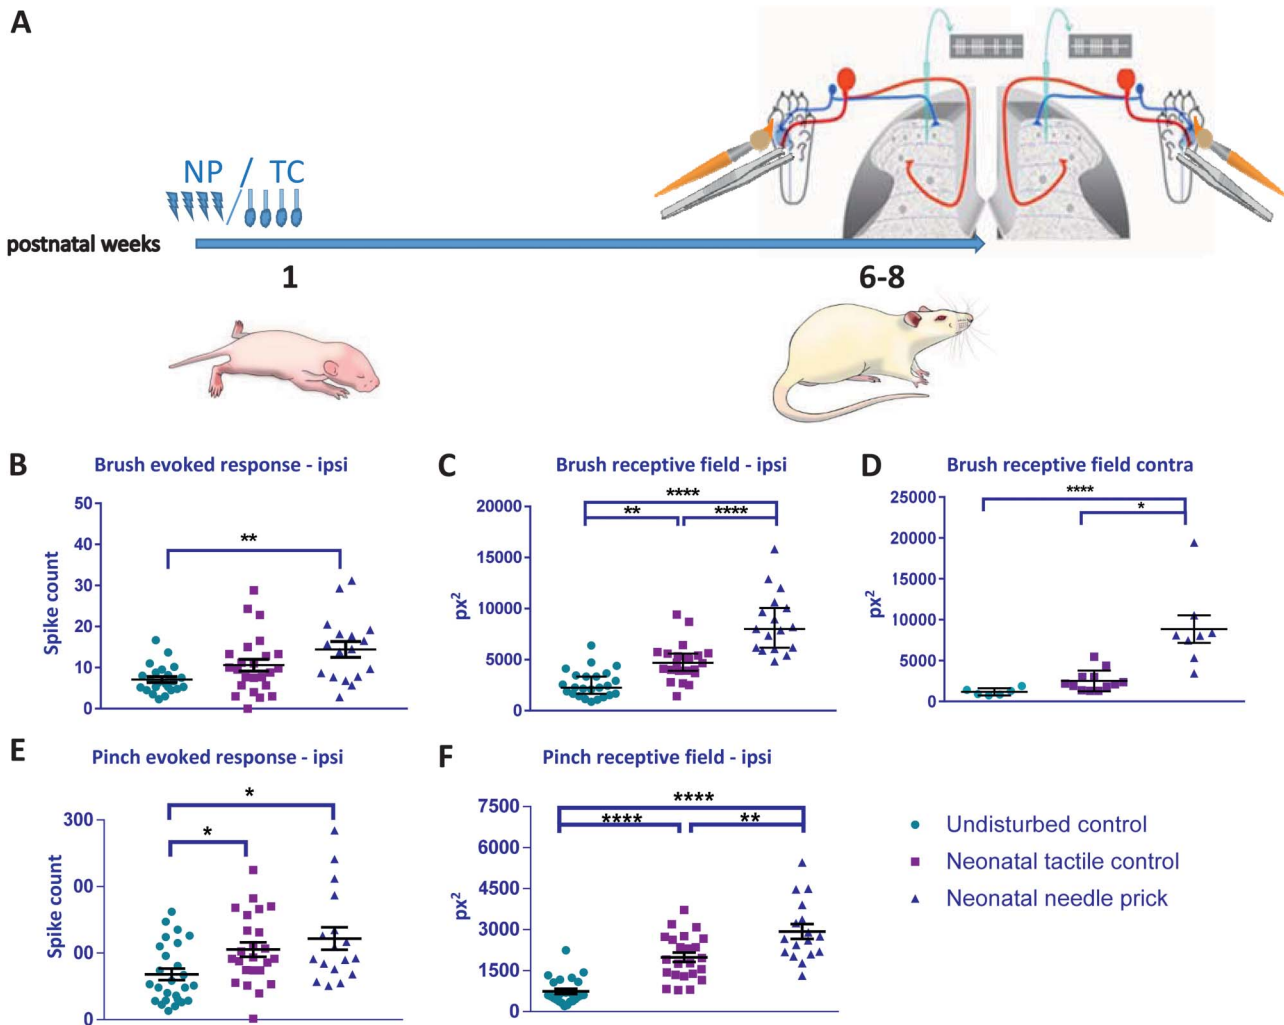 A
NP / TC
postnatal weeks
1
6-8
B
Brush evoked response - ipsi
Spike count
50
40
30
20
10
0
**
C
Brush receptive field - ipsi
px²
20000
15000
10000
5000
0
****
**
****
D
Brush receptive field contra
px²
25000
20000
15000
10000
5000
0
****
*
E
Pinch evoked response - ipsi
Spike count
300
00
00
0
*
*
F
Pinch receptive field - ipsi
px²
7500
6000
4500
3000
1500
0
****
****
**
Undisturbed control
Neonatal tactile control
Neonatal needle prick